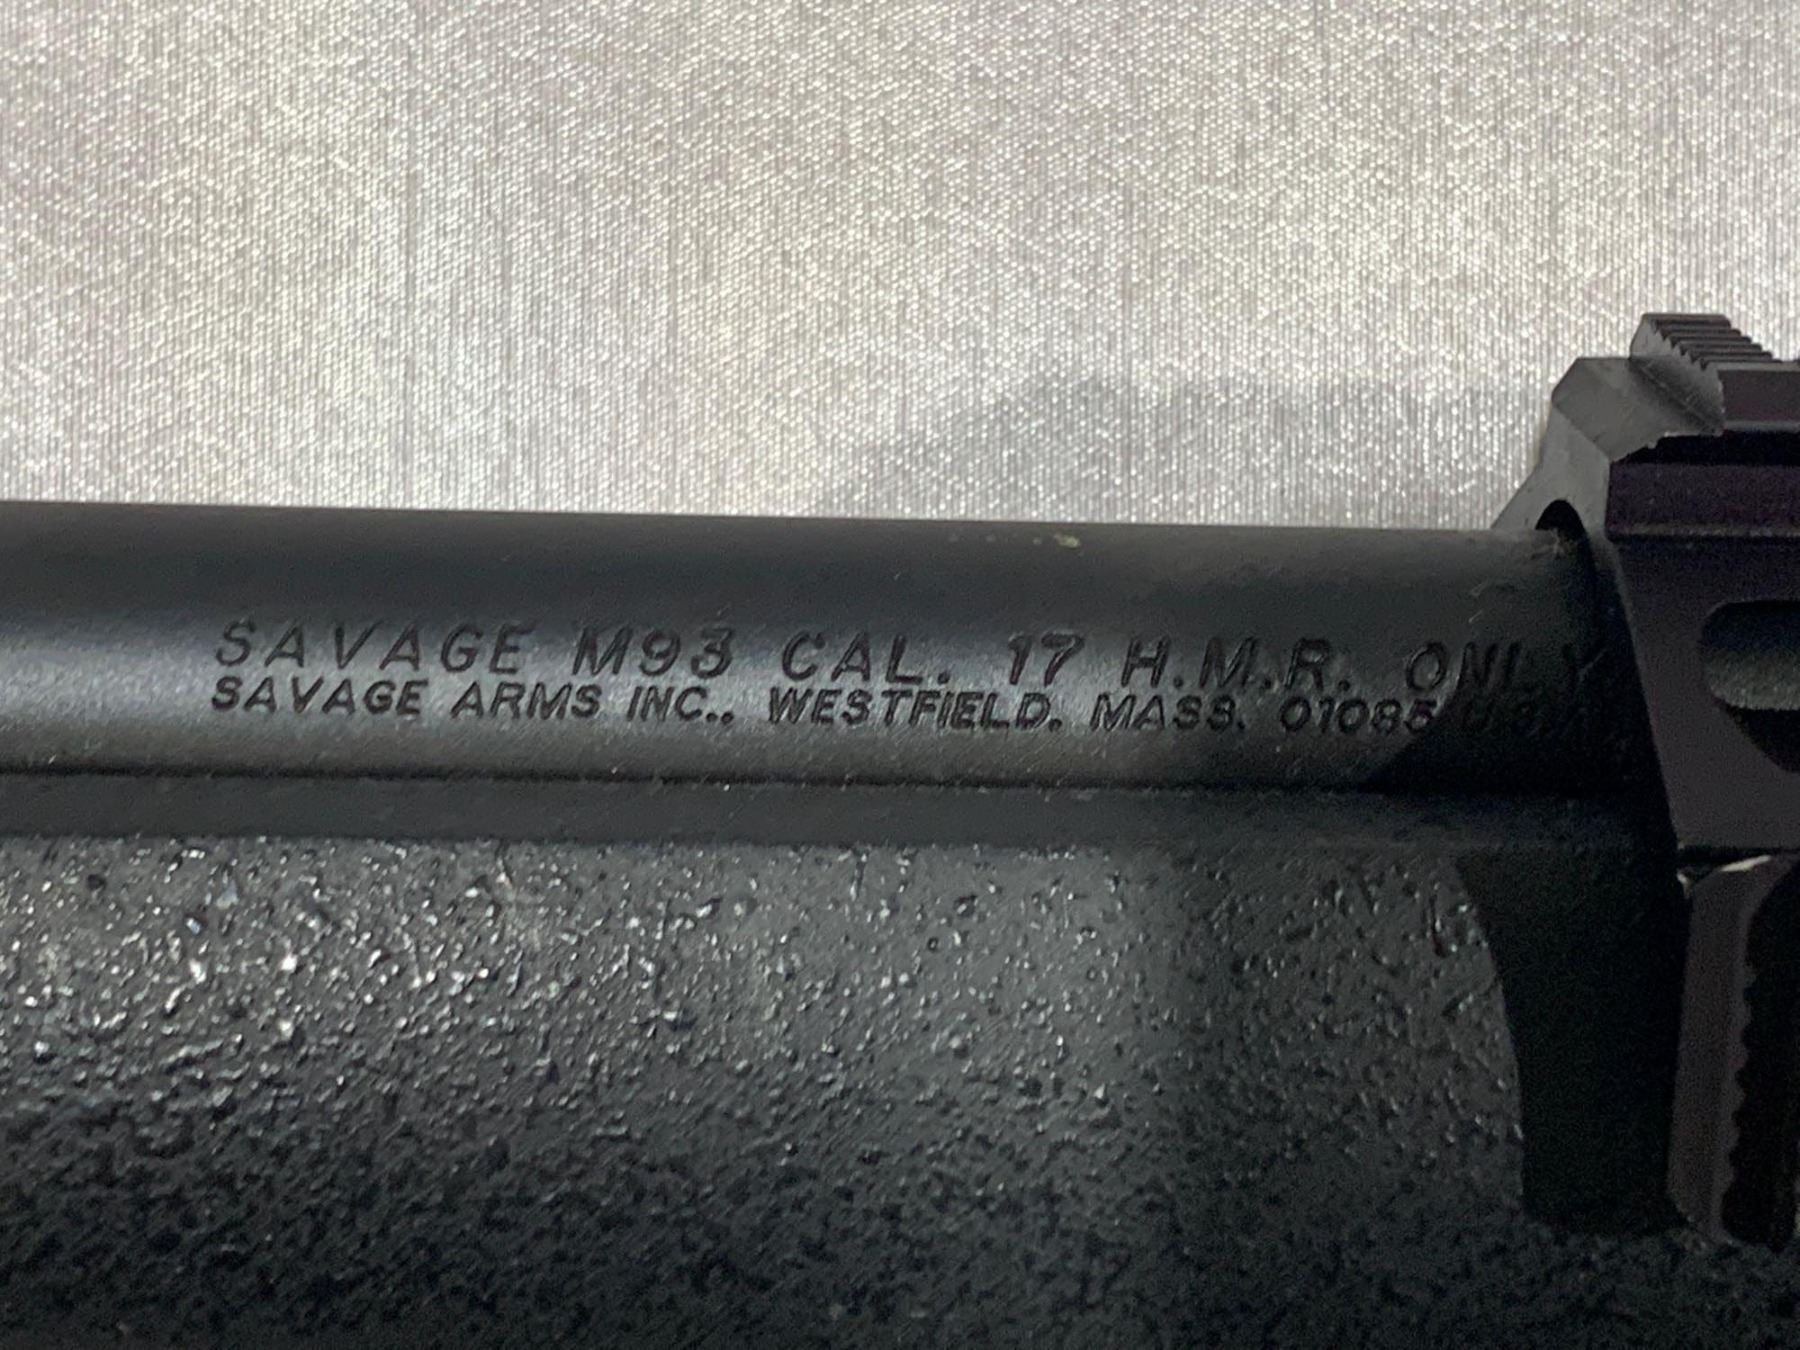 SAVAGE M93 CAL. 17 H.M.R. ONLY
SAVAGE ARMS INC., WESTFIELD, MASS. 01085